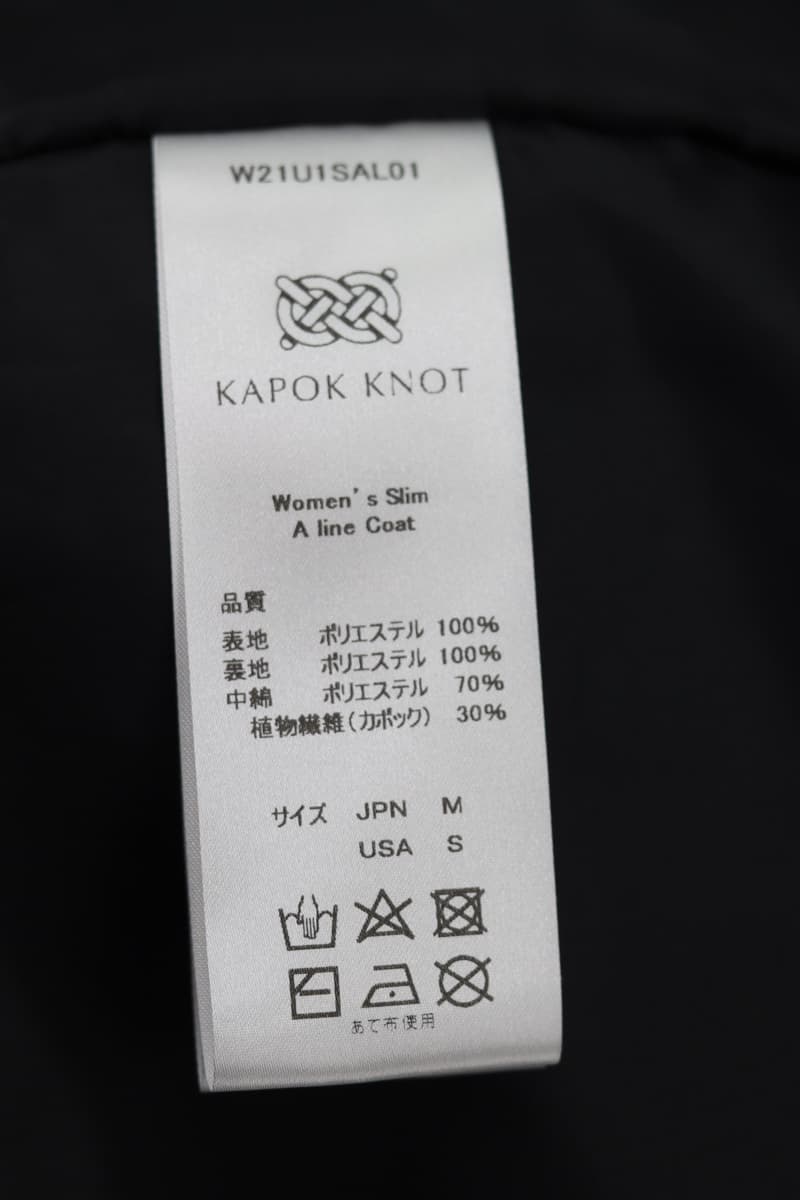 W21U1SAL01
KAPOK KNOT
Women's Slim
A line Coat
品質
表地 ポリエステル 100%
裏地 ポリエステル 100%
中綿 ポリエステル 70%
植物繊維(カポック) 30%
サイズ JPN M
USA S
あて布使用